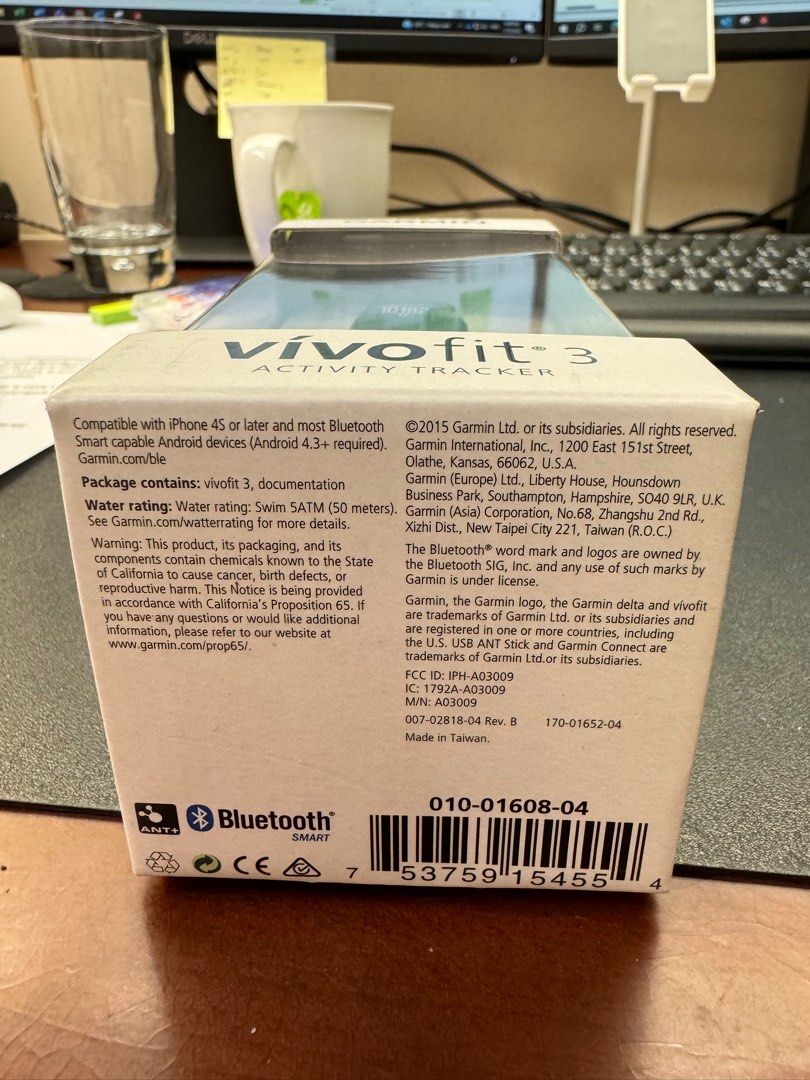 DELL
GARMIN
vívofit® 3
ACTIVITY TRACKER
Compatible with iPhone 4S or later and most Bluetooth
Smart capable Android devices (Android 4.3+ required).
Garmin.com/ble
Package contains: vívofit 3, documentation
Water rating: Water rating: Swim 5ATM (50 meters).
See Garmin.com/watterrating for more details.
Warning: This product, its packaging, and its
components contain chemicals known to the State
of California to cause cancer, birth defects, or
reproductive harm. This Notice is being provided
in accordance with California's Proposition 65. If
you have any questions or would like additional
information, please refer to our website at
www.garmin.com/prop65/.
©2015 Garmin Ltd. or its subsidiaries. All rights reserved.
Garmin International, Inc., 1200 East 151st Street,
Olathe, Kansas, 66062, U.S.A.
Garmin (Europe) Ltd., Liberty House, Hounsdown
Business Park, Southampton, Hampshire, SO40 9LR, U.K.
Garmin (Asia) Corporation, No.68, Zhangshu 2nd Rd.,
Xizhi Dist., New Taipei City 221, Taiwan (R.O.C.)
The Bluetooth® word mark and logos are owned by
the Bluetooth SIG, Inc. and any use of such marks by
Garmin is under license.
Garmin, the Garmin logo, the Garmin delta and vívofit
are trademarks of Garmin Ltd. or its subsidiaries and
are registered in one or more countries, including
the U.S. USB ANT Stick and Garmin Connect are
trademarks of Garmin Ltd.or its subsidiaries.
FCC ID: IPH-A03009
IC: 1792A-A03009
M/N: A03009
007-02818-04 Rev. B 170-01652-04
Made in Taiwan.
ANT+
Bluetooth®
SMART
CE
010-01608-04
7 53759 15455 4